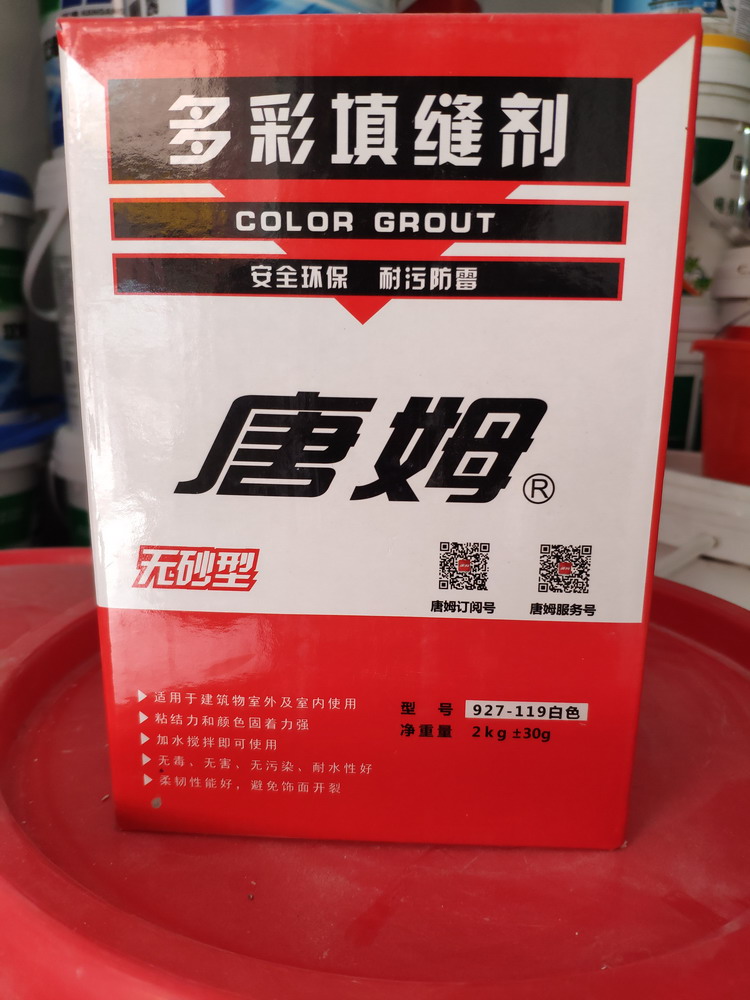 多彩填缝剂
COLOR GROUT
安全环保 耐污防霉
唐姆®
无砂型
唐姆订阅号 唐姆服务号
适用于建筑物室外及室内使用
粘结力和颜色固着力强
加水搅拌即可使用
无毒、无害、无污染、耐水性好
柔韧性能好,避免饰面开裂
型 号 927-119白色
净重量 2kg ±30g